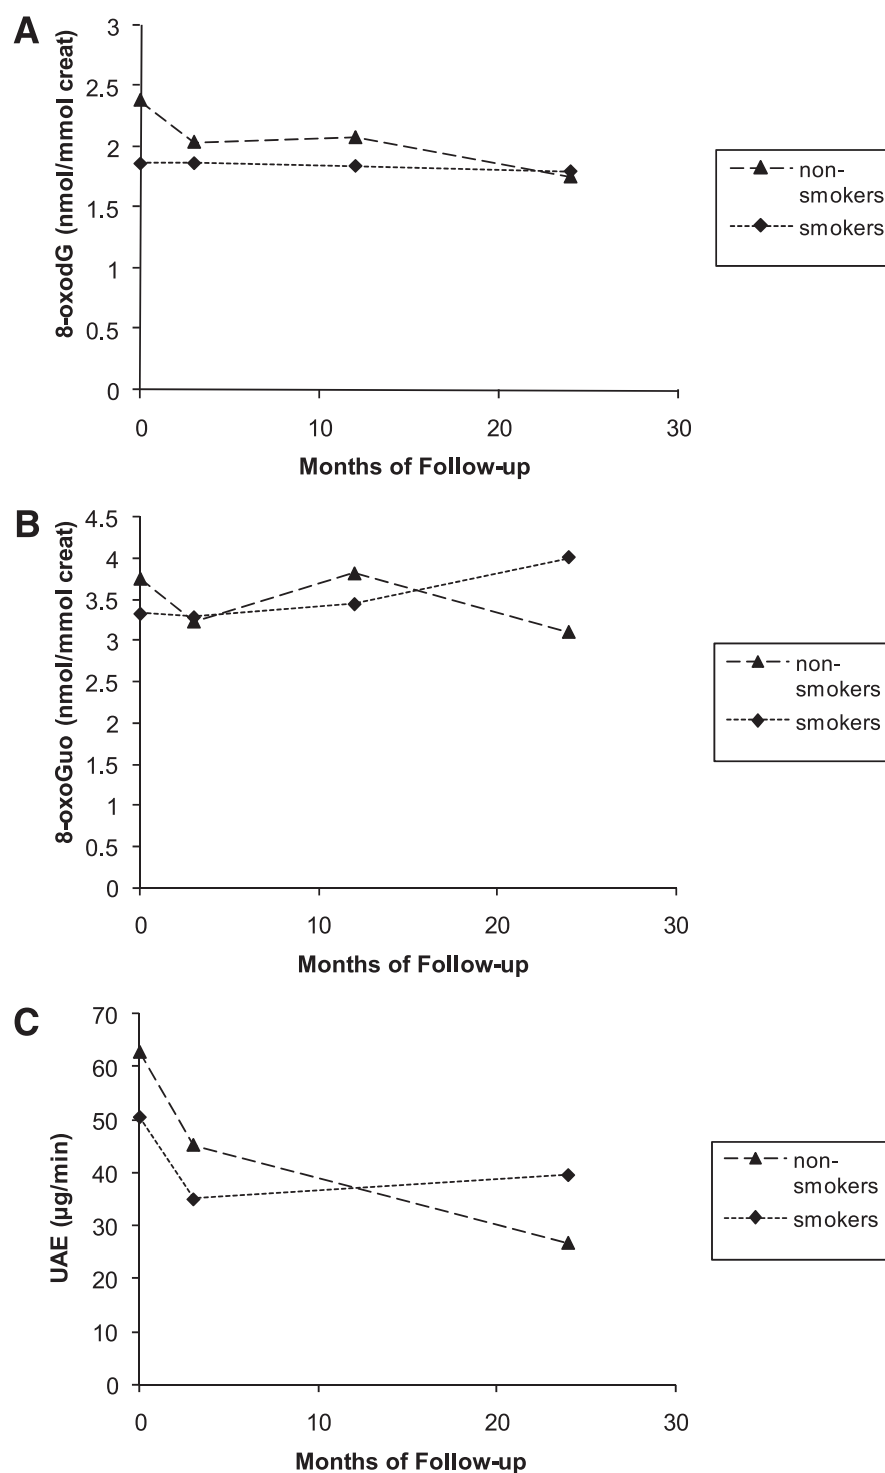 A
8-oxodG (nmol/mmol creat)
3
2.5
2
1.5
1
0.5
0
0 10 20 30
Months of Follow-up
non-
smokers
smokers
B
8-oxoGuo (nmol/mmol creat)
4.5
4
3.5
3
2.5
2
1.5
1
0.5
0
0 10 20 30
Months of Follow-up
non-
smokers
smokers
C
UAE (µg/min)
70
60
50
40
30
20
10
0
0 10 20 30
Months of Follow-up
non-
smokers
smokers